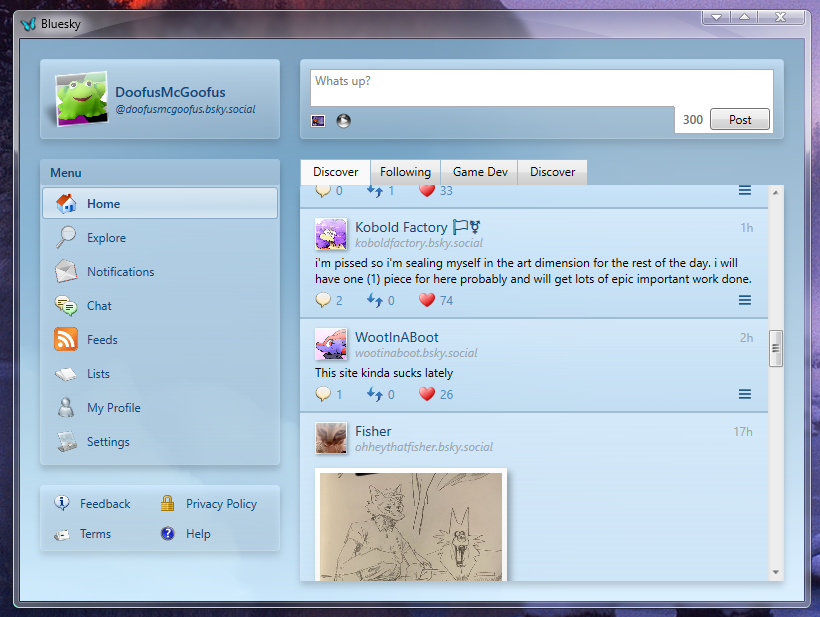 Bluesky
DoofusMcGoofus
@doofusmcgoofus.bsky.social
Menu
Home
Explore
Notifications
Chat
Feeds
Lists
My Profile
Settings
Feedback
Privacy Policy
Terms
Help
Whats up?
300
Post
Discover
Following
Game Dev
Discover
0 1 33
Kobold Factory
1h
koboldfactory.bsky.social
i'm pissed so i'm sealing myself in the art dimension for the rest of the day. i will
have one (1) piece for here probably and will get lots of epic important work done.
2 0 74
WootInABoot
2h
wootinaboot.bsky.social
This site kinda sucks lately
1 0 26
Fisher
17h
ohheythatfisher.bsky.social